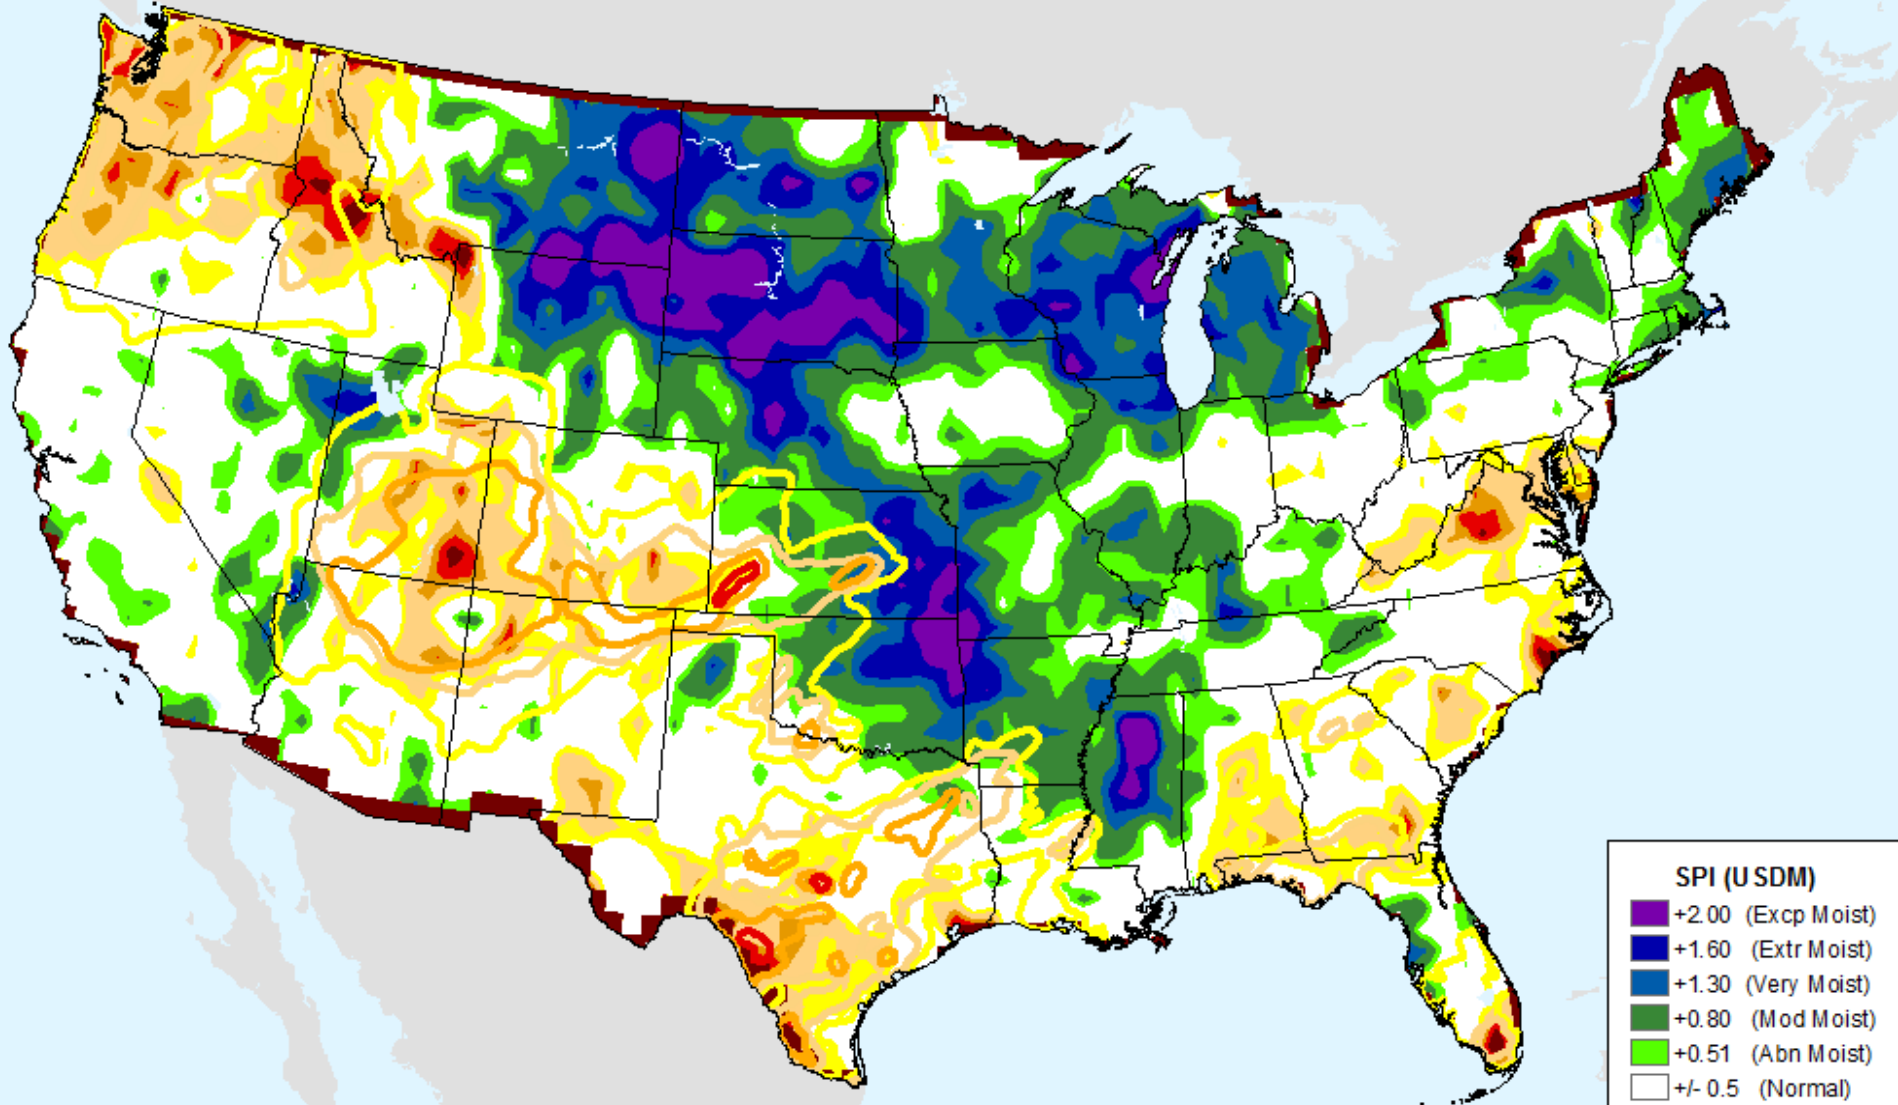 SPI (USDM)
+2.00 (Excp Moist)
+1.60 (Extr Moist)
+1.30 (Very Moist)
+0.80 (Mod Moist)
+0.51 (Abn Moist)
+/- 0.5 (Normal)